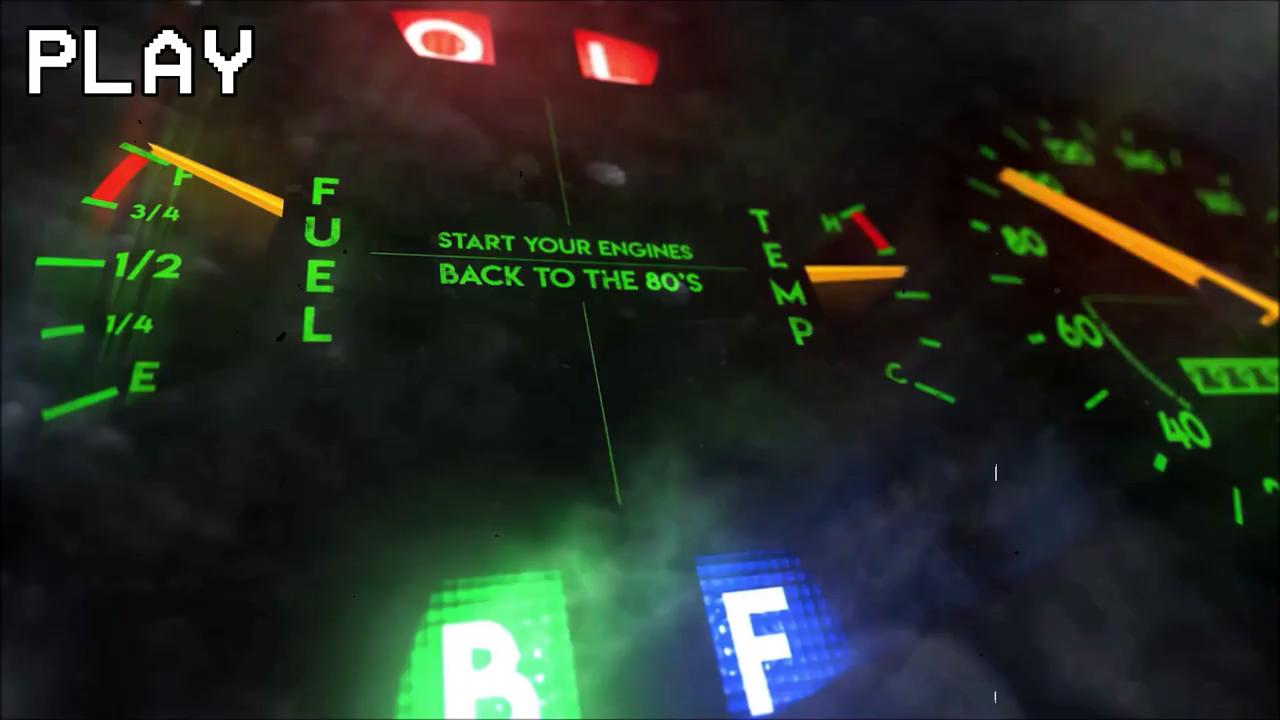 PLAY
O L
F
3/4
1/2
1/4
E
FUEL
START YOUR ENGINES
BACK TO THE 80'S
TEMP
H
C
80
60
40
B F